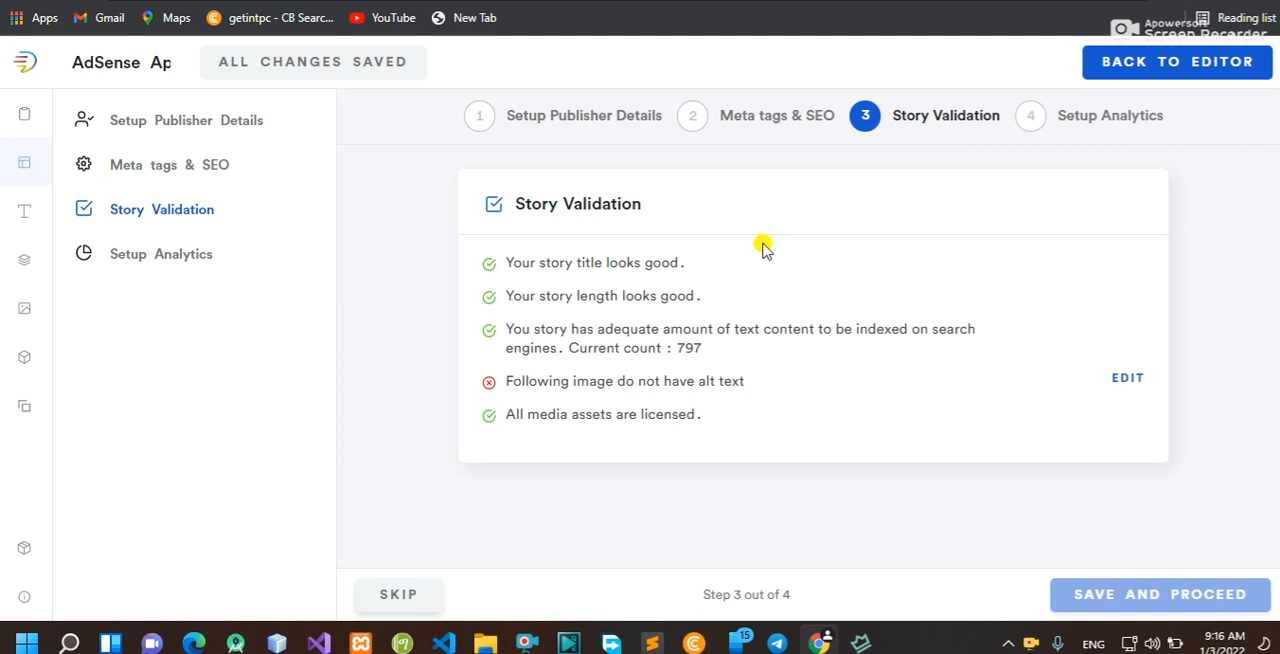 Apps
Gmail
Maps
getintpc - CB Searc...
YouTube
New Tab
Reading list
Apowersoft
Screen Recorder
AdSense Ap
ALL CHANGES SAVED
BACK TO EDITOR
Setup Publisher Details
Meta tags & SEO
Story Validation
Setup Analytics
1 Setup Publisher Details
2 Meta tags & SEO
3 Story Validation
4 Setup Analytics
Story Validation
Your story title looks good.
Your story length looks good.
You story has adequate amount of text content to be indexed on search
engines. Current count : 797
Following image do not have alt text
EDIT
All media assets are licensed.
SKIP
Step 3 out of 4
SAVE AND PROCEED
15
ENG
9:16 AM
1/3/2022